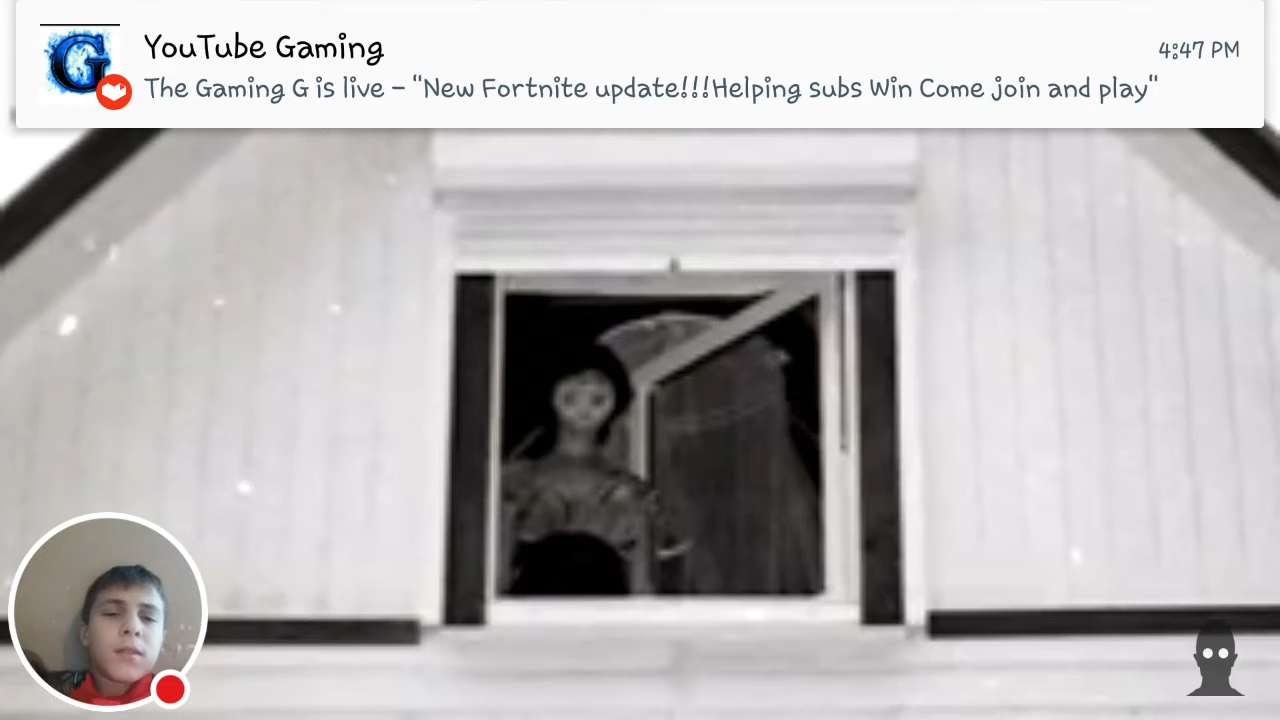 YouTube Gaming
4:47 PM
The Gaming G is live – "New Fortnite update!!!Helping subs Win Come join and play"
G